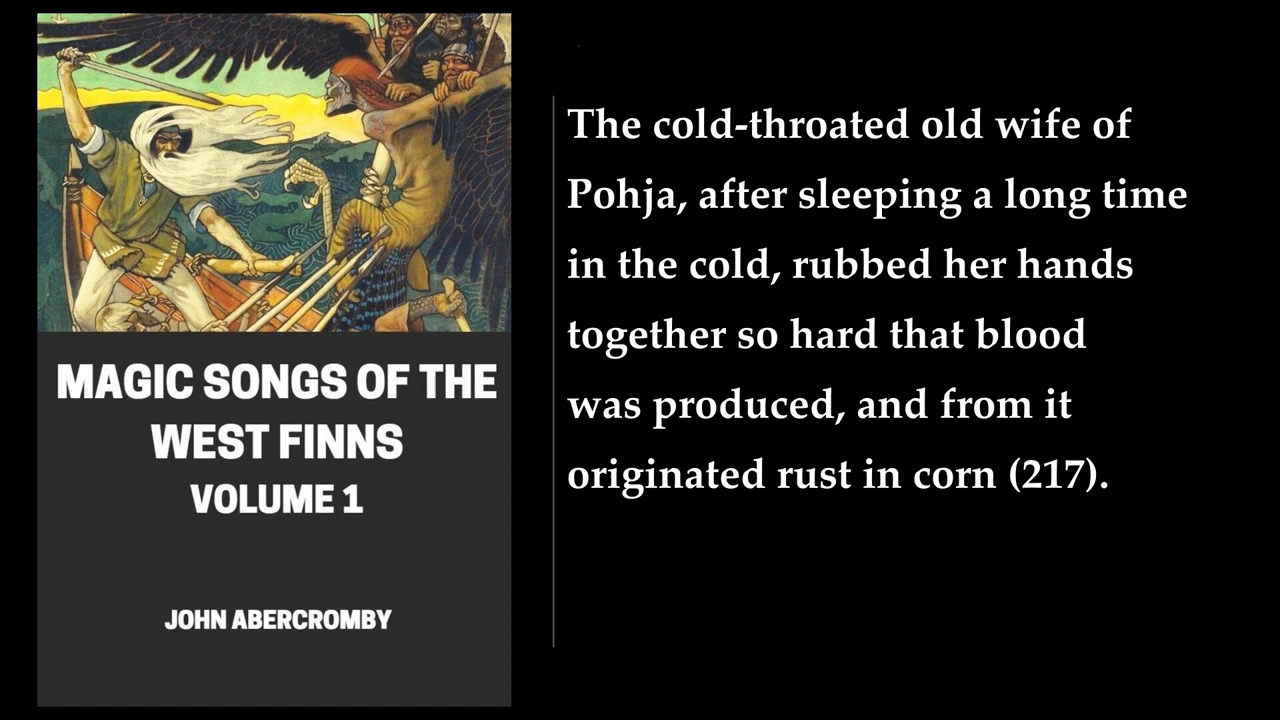 MAGIC SONGS OF THE
WEST FINNS
VOLUME 1
JOHN ABERCROMBY
The cold-throated old wife of
Pohja, after sleeping a long time
in the cold, rubbed her hands
together so hard that blood
was produced, and from it
originated rust in corn (217).